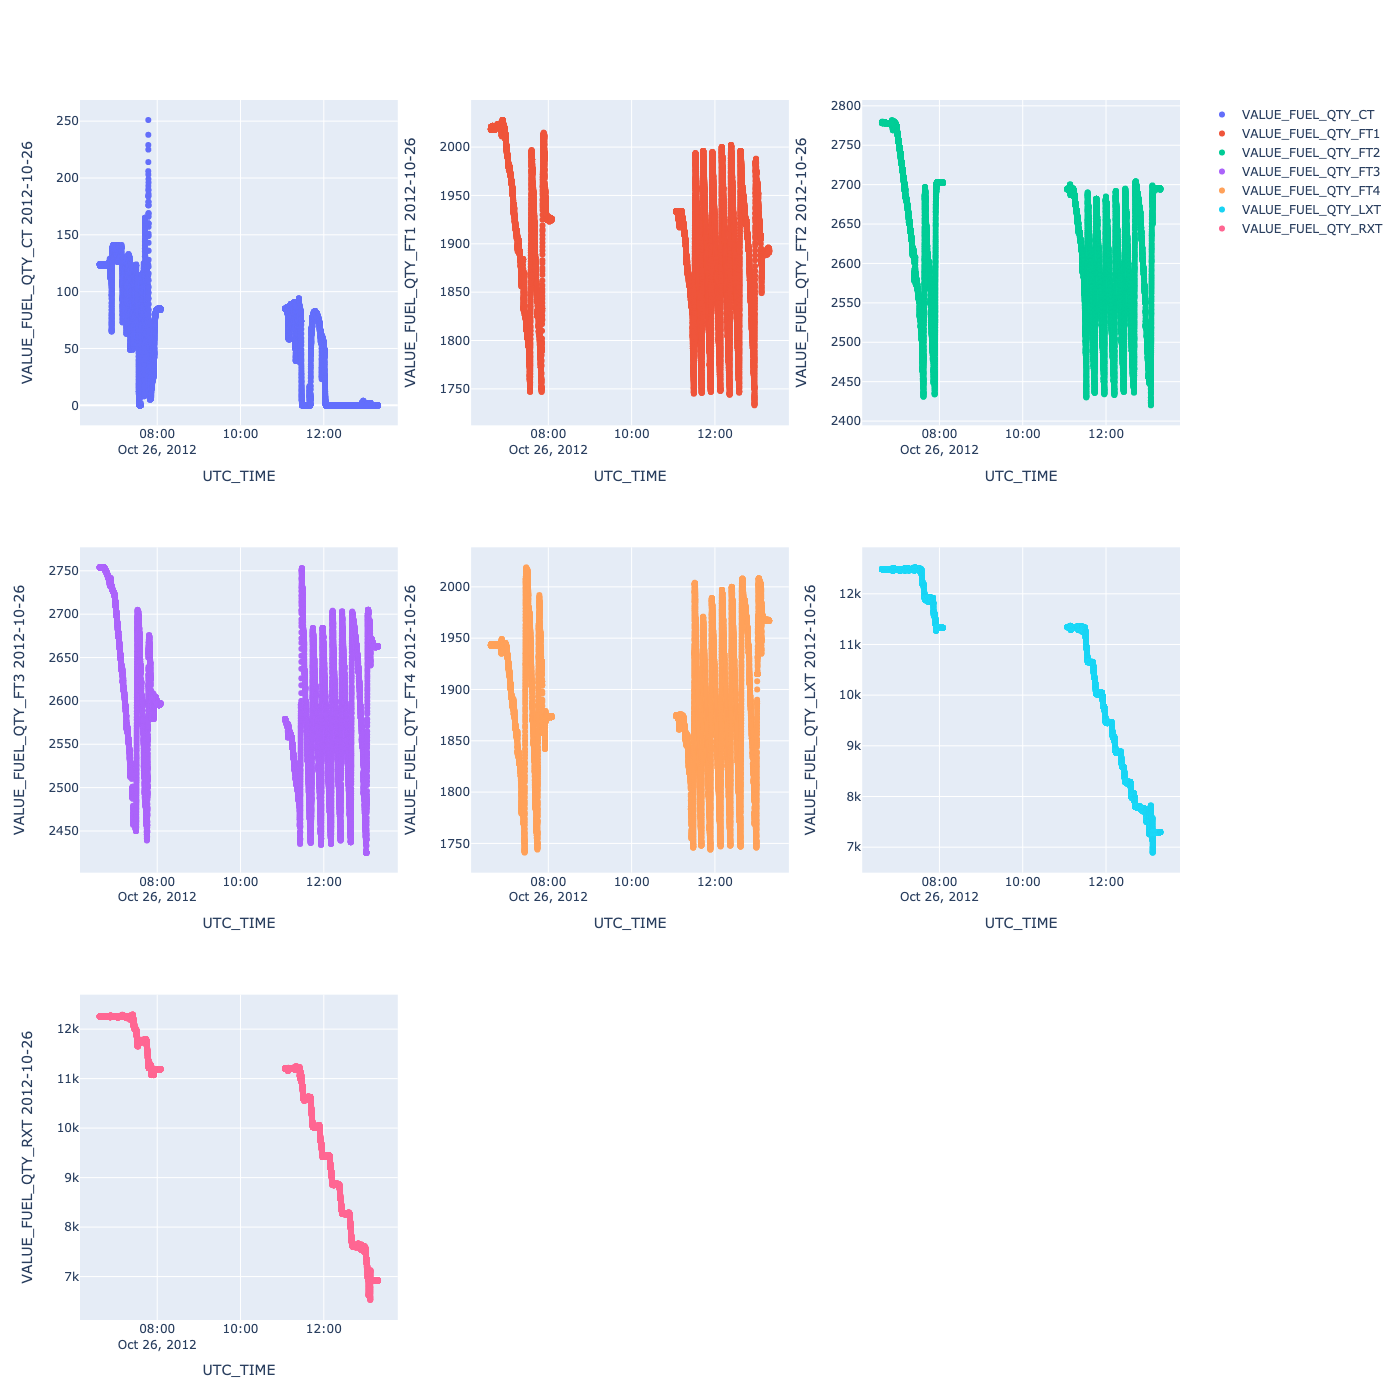 VALUE_FUEL_QTY_CT 2012-10-26
250
200
150
100
50
0
08:00
Oct 26, 2012
10:00
12:00
UTC_TIME
VALUE_FUEL_QTY_FT1 2012-10-26
2000
1950
1900
1850
1800
1750
08:00
Oct 26, 2012
10:00
12:00
UTC_TIME
VALUE_FUEL_QTY_FT2 2012-10-26
2800
2750
2700
2650
2600
2550
2500
2450
2400
08:00
Oct 26, 2012
10:00
12:00
UTC_TIME
VALUE_FUEL_QTY_CT
VALUE_FUEL_QTY_FT1
VALUE_FUEL_QTY_FT2
VALUE_FUEL_QTY_FT3
VALUE_FUEL_QTY_FT4
VALUE_FUEL_QTY_LXT
VALUE_FUEL_QTY_RXT
VALUE_FUEL_QTY_FT3 2012-10-26
2750
2700
2650
2600
2550
2500
2450
08:00
Oct 26, 2012
10:00
12:00
UTC_TIME
VALUE_FUEL_QTY_FT4 2012-10-26
2000
1950
1900
1850
1800
1750
08:00
Oct 26, 2012
10:00
12:00
UTC_TIME
VALUE_FUEL_QTY_LXT 2012-10-26
12k
11k
10k
9k
8k
7k
08:00
Oct 26, 2012
10:00
12:00
UTC_TIME
VALUE_FUEL_QTY_RXT 2012-10-26
12k
11k
10k
9k
8k
7k
08:00
Oct 26, 2012
10:00
12:00
UTC_TIME